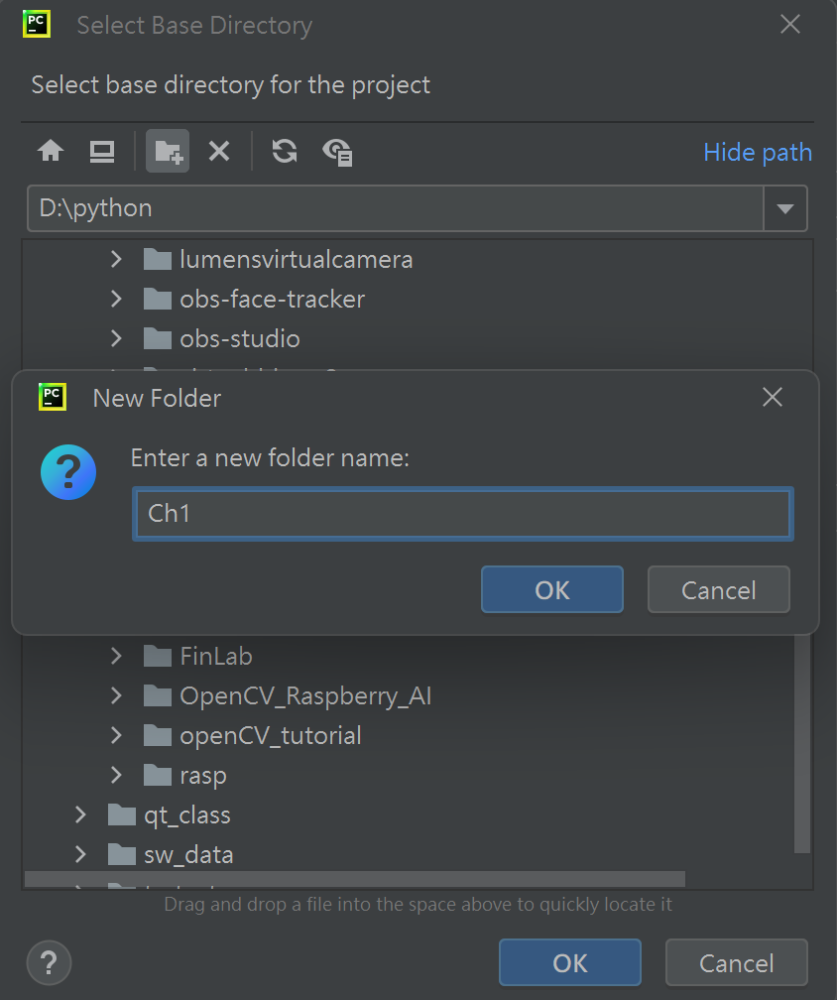 PC Select Base Directory
Select base directory for the project
Hide path
D:\python
lumensvirtualcamera
obs-face-tracker
obs-studio
PC New Folder
? Enter a new folder name:
Ch1
OK Cancel
FinLab
OpenCV_Raspberry_AI
openCV_tutorial
rasp
qt_class
sw_data
Drag and drop a file into the space above to quickly locate it
? OK Cancel